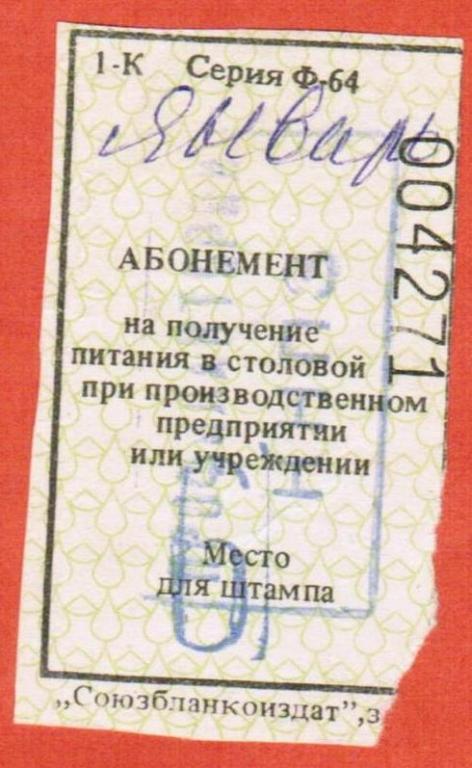 1-К Серия Ф-64
Январь
004271
АБОНЕМЕНТ
на получение
питания в столовой
при производственном
предприятии
или учреждении
Место
для штампа
„Союзбланкоиздат”,з